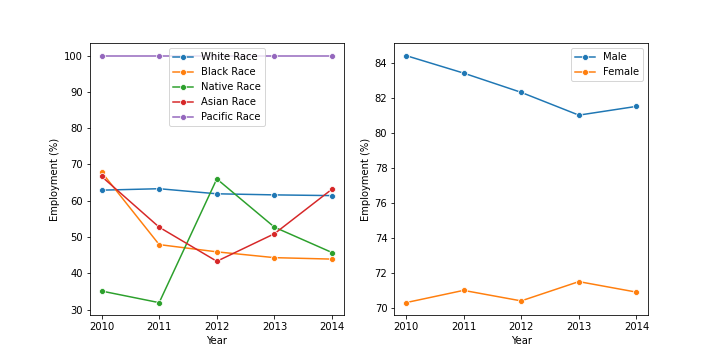 100
90
80
70
60
50
40
30
Employment (%)
2010
2011
2012
2013
2014
Year
White Race
Black Race
Native Race
Asian Race
Pacific Race
84
82
80
78
76
74
72
70
Employment (%)
2010
2011
2012
2013
2014
Year
Male
Female